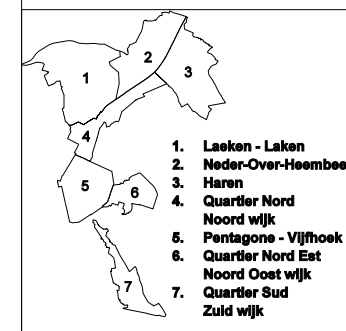 2
1
3
4
5
6
7
1. Laeken - Laken
2. Neder-Over-Heembee
3. Haren
4. Quartier Nord
Noord wijk
5. Pentagone - Vijfhoek
6. Quartier Nord Est
Noord Oost wijk
7. Quartier Sud
Zuid wijk